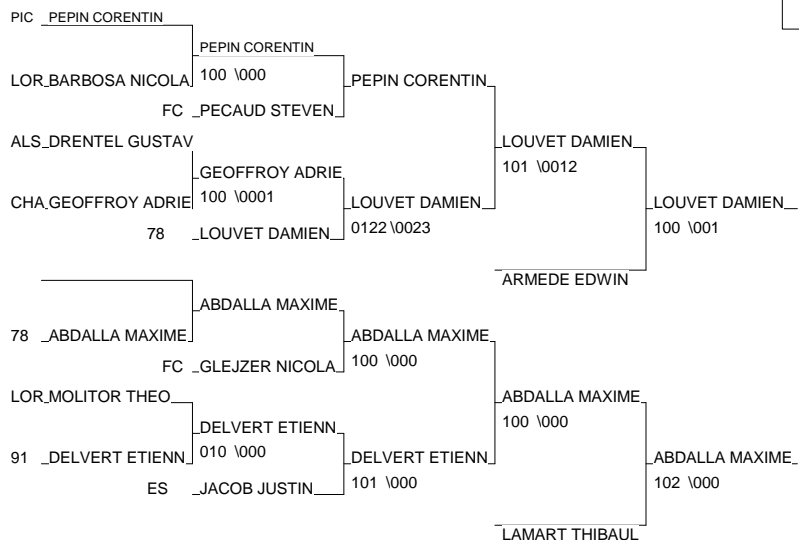 PIC PEPIN CORENTIN
PEPIN CORENTIN
LOR BARBOSA NICOLA 100 \000 PEPIN CORENTIN
FC PECAUD STEVEN
ALS DRENTEL GUSTAV LOUVET DAMIEN
101 \0012
GEOFFROY ADRIE
CHA GEOFFROY ADRIE 100 \0001 LOUVET DAMIEN LOUVET DAMIEN
78 LOUVET DAMIEN 0122 \0023 100 \001
ARMEDE EDWIN
ABDALLA MAXIME
78 ABDALLA MAXIME ABDALLA MAXIME
FC GLEJZER NICOLA 100 \000
LOR MOLITOR THEO ABDALLA MAXIME
100 \000
DELVERT ETIENN
91 DELVERT ETIENN 010 \000 DELVERT ETIENN ABDALLA MAXIME
ES JACOB JUSTIN 101 \000 102 \000
LAMART THIBAUL